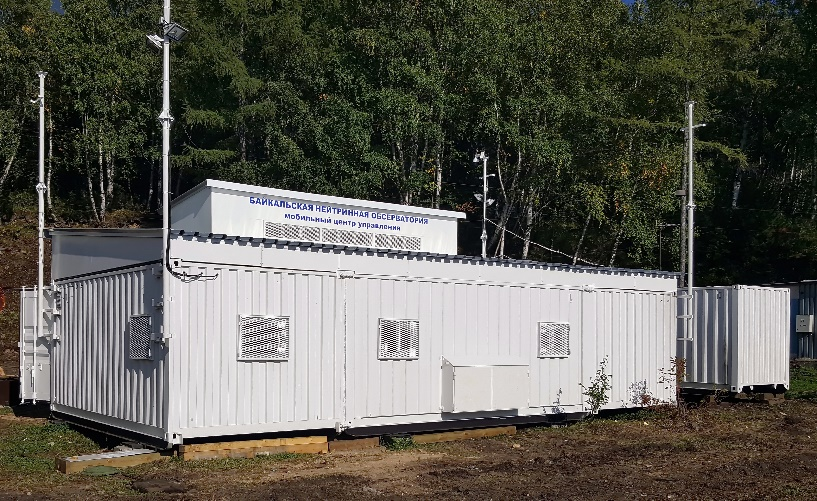 БАЙКАЛЬСКАЯ НЕЙТРИННАЯ ОБСЕРВАТОРИЯ
мобильный центр управления